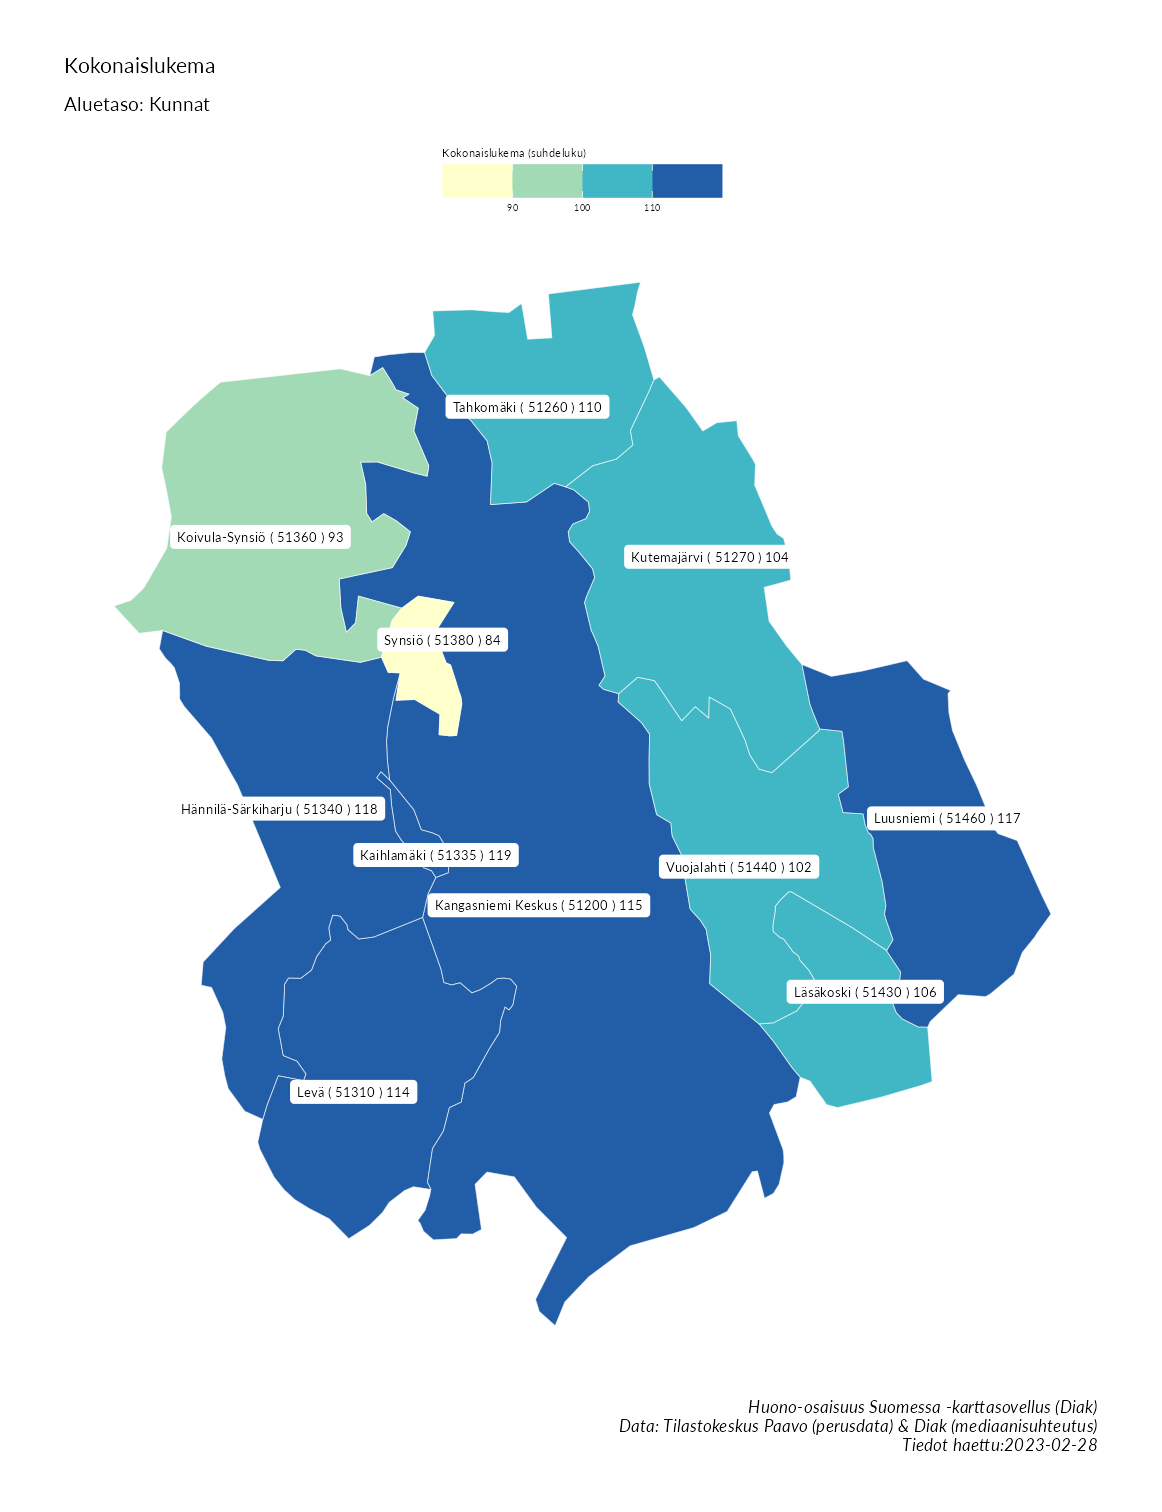 Kokonaislukema
Aluetaso: Kunnat
Kokonaislukema (suhdeluku)
90 100 110
Tahkomäki ( 51260 ) 110
Koivula-Synsiö ( 51360 ) 93
Kutemajärvi ( 51270 ) 104
Synsiö ( 51380 ) 84
Hännilä-Särkiharju ( 51340 ) 118
Luusniemi ( 51460 ) 117
Kaihlamäki ( 51335 ) 119
Vuojalahti ( 51440 ) 102
Kangasniemi Keskus ( 51200 ) 115
Läsäkoski ( 51430 ) 106
Levä ( 51310 ) 114
Huono-osaisuus Suomessa -karttasovellus (Diak)
Data: Tilastokeskus Paavo (perusdata) & Diak (mediaanisuhteutus)
Tiedot haettu:2023-02-28